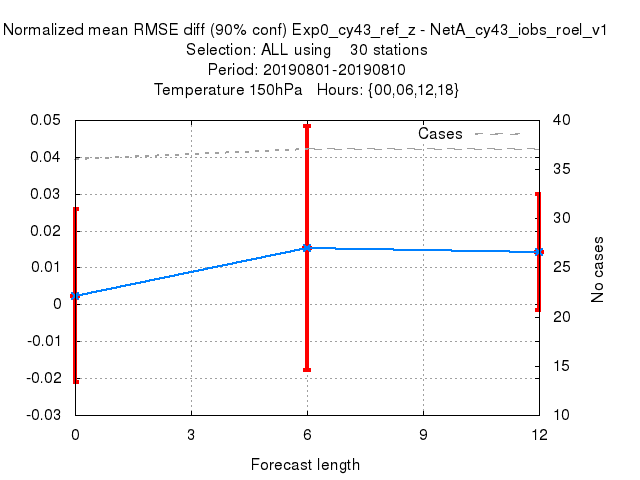 Normalized mean RMSE diff (90% conf) Exp0_cy43_ref_z - NetA_cy43_iobs_roel_v1
Selection: ALL using    30 stations
Period: 20190801-20190810
Temperature 150hPa   Hours: {00,06,12,18}
Cases
0.05
0.04
0.03
0.02
0.01
0
-0.01
-0.02
-0.03
40
35
30
25
20
15
10
No cases
0 3 6 9 12
Forecast length